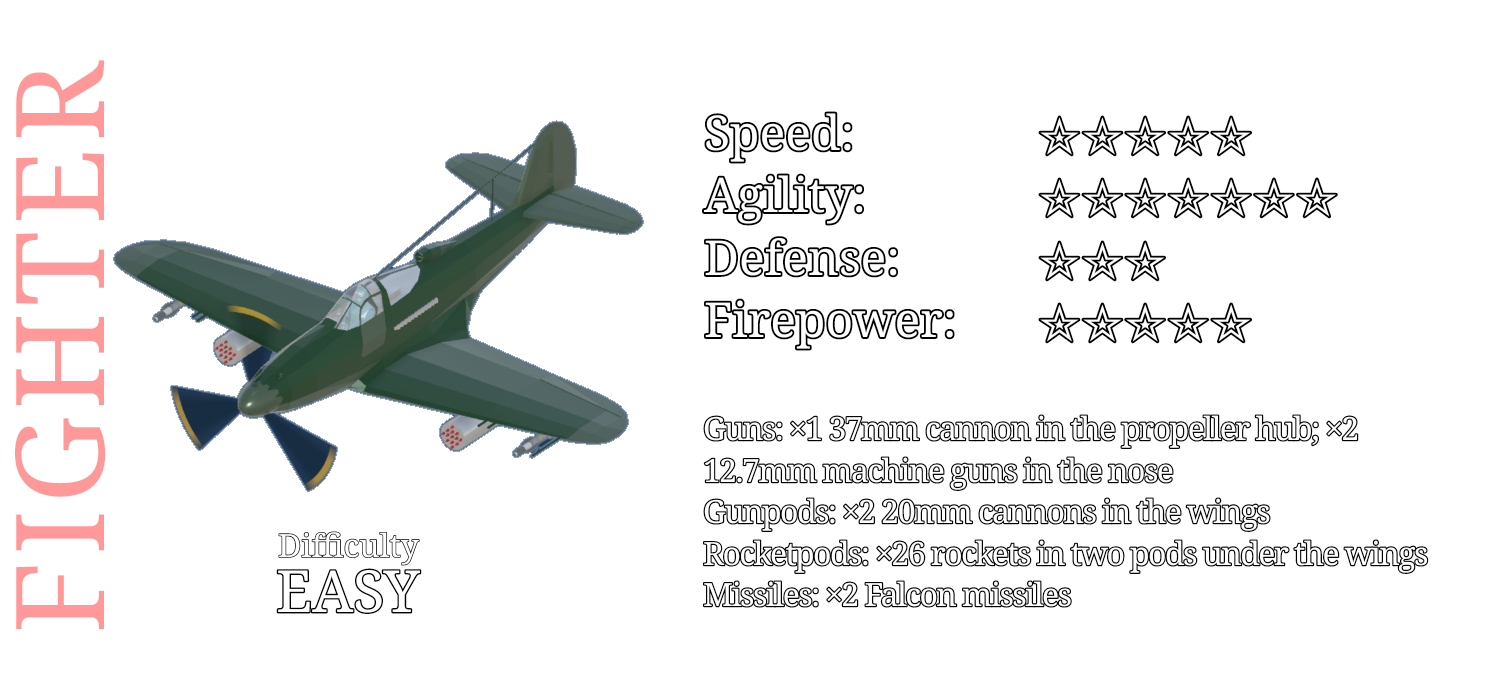 FIGHTER
Speed: ☆☆☆☆☆
Agility: ☆☆☆☆☆☆☆
Defense: ☆☆☆
Firepower: ☆☆☆☆☆
Guns: ×1 37mm cannon in the propeller hub; ×2
12.7mm machine guns in the nose
Gunpods: ×2 20mm cannons in the wings
Rocketpods: ×26 rockets in two pods under the wings
Missiles: ×2 Falcon missiles
Difficulty
EASY